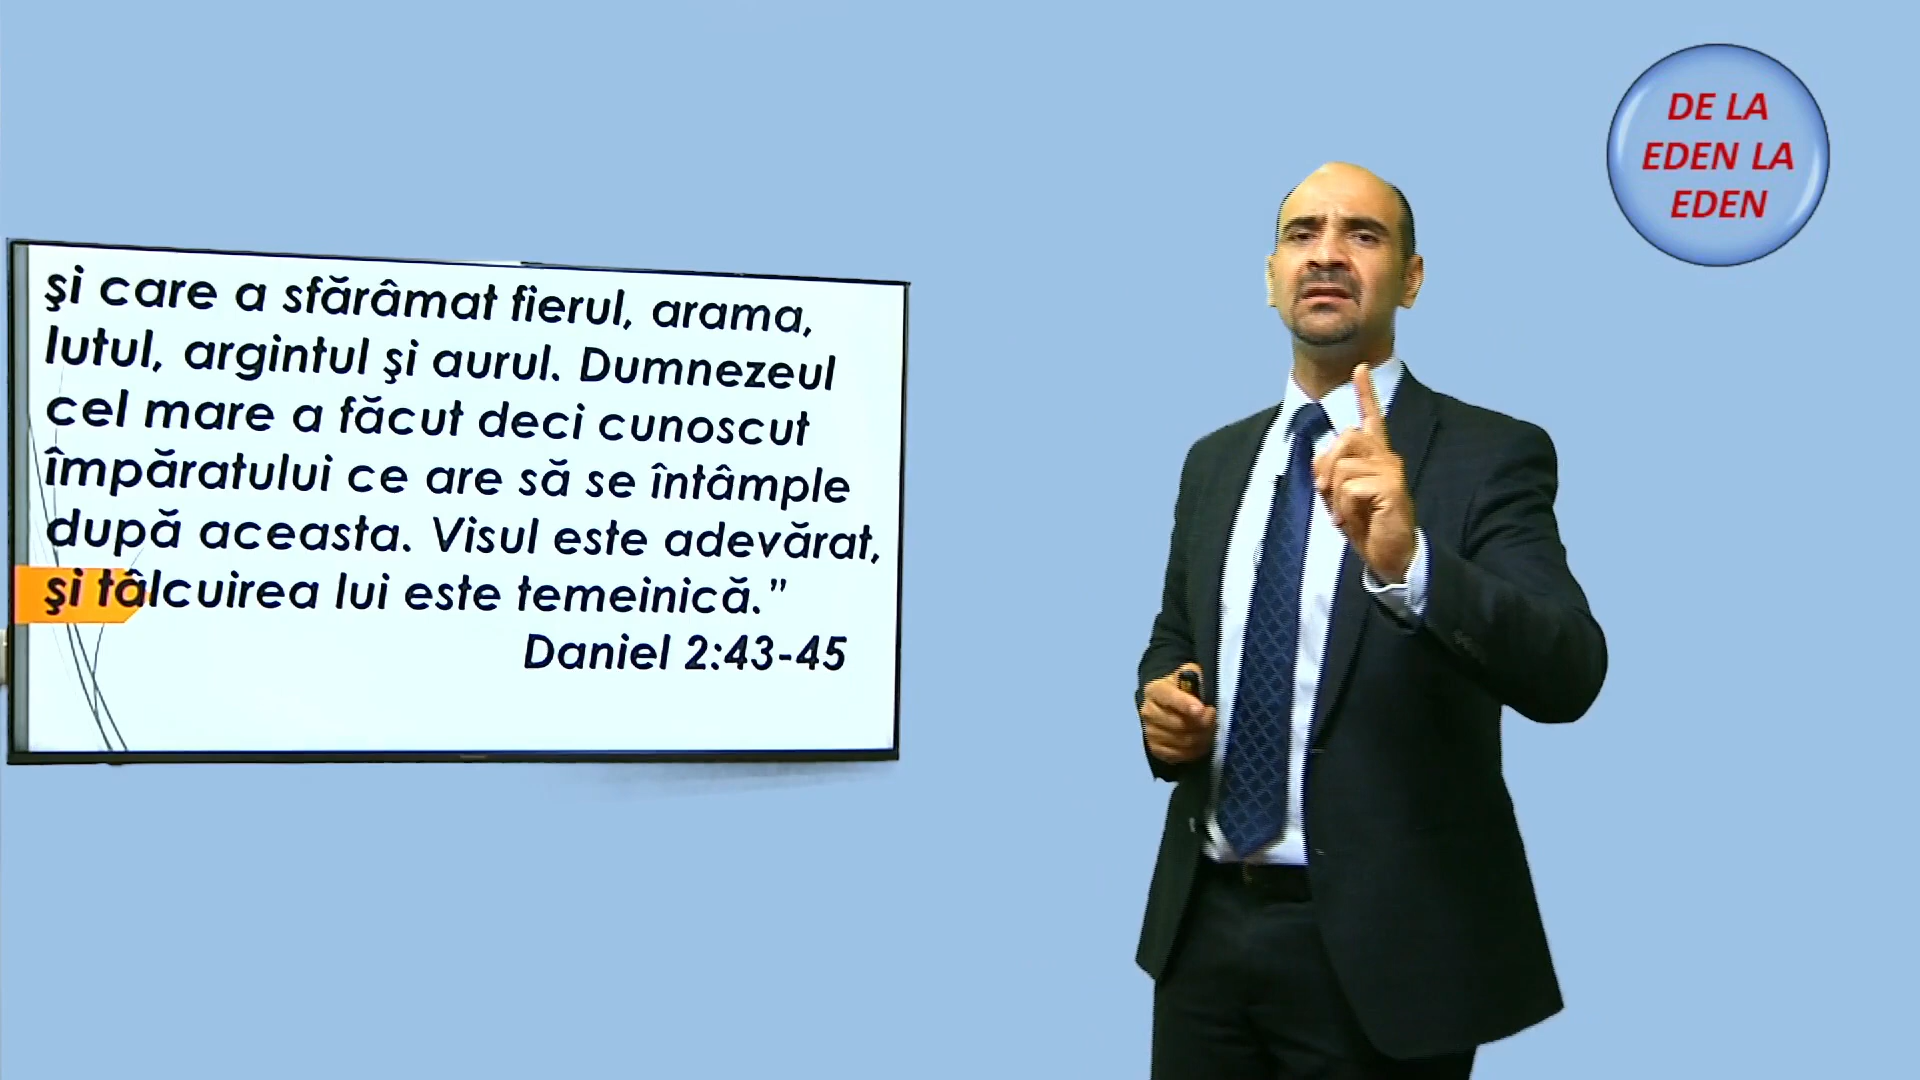 şi care a sfărâmat fierul, arama,
lutul, argintul şi aurul. Dumnezeul
cel mare a făcut deci cunoscut
împăratului ce are să se întâmple
după aceasta. Visul este adevărat,
şi tâlcuirea lui este temeinică.”
Daniel 2:43-45
DE LA
EDEN LA
EDEN